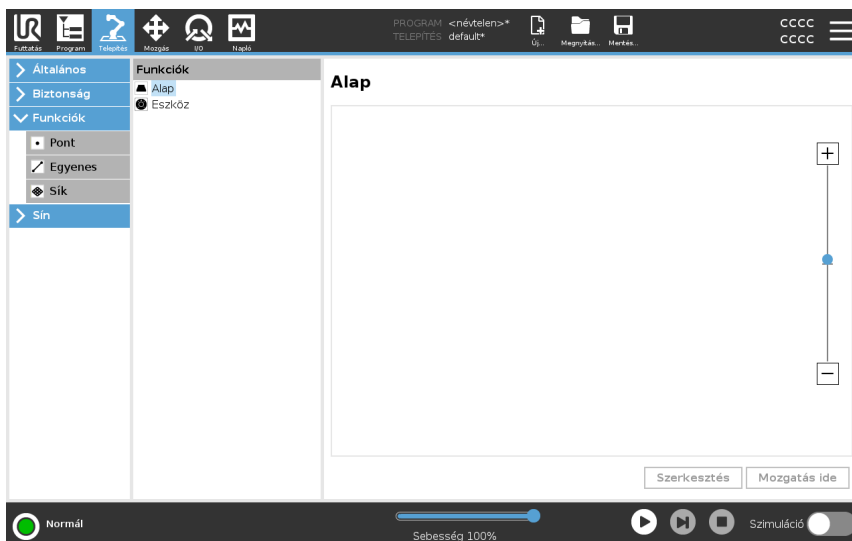 PROGRAM <névtelen>*
TELEPÍTÉS default*
CCCC
CCCC
Futtatás Program Telepítés Mozgás I/O Napló Új... Megnyitás... Mentés...
Általános
Biztonság
Funkciók
Pont
Egyenes
Sík
Sín
Funkciók
Alap
Eszköz
Alap
Szerkesztés Mozgatás ide
Normál
Sebesség 100%
Szimuláció